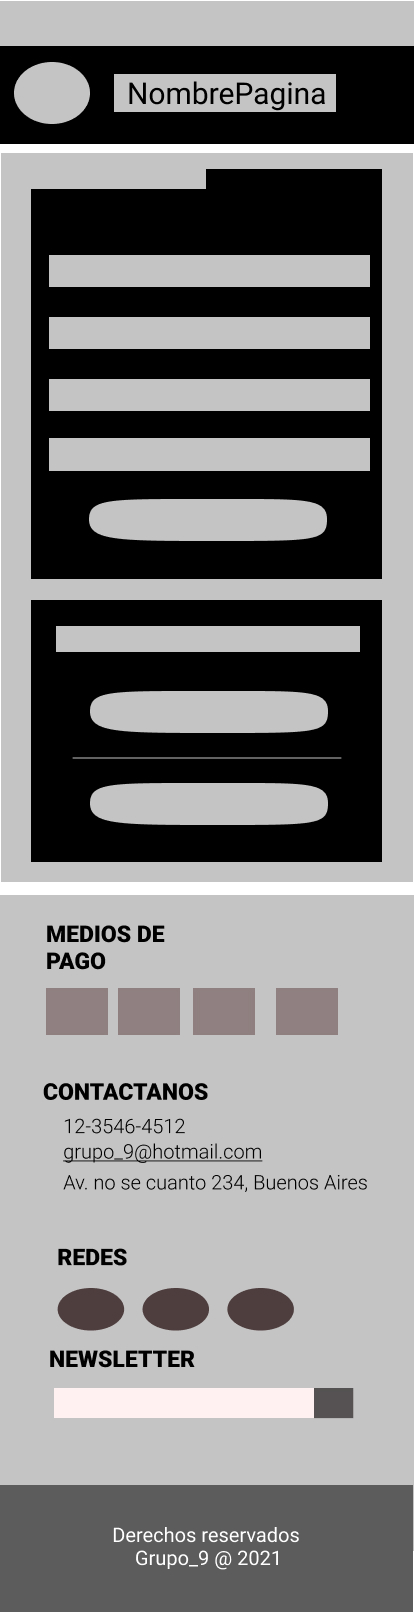 NombrePagina
MEDIOS DE
PAGO
CONTACTANOS
12-3546-4512
grupo_9@hotmail.com
Av. no se cuanto 234, Buenos Aires
REDES
NEWSLETTER
Derechos reservados
Grupo_9 @ 2021